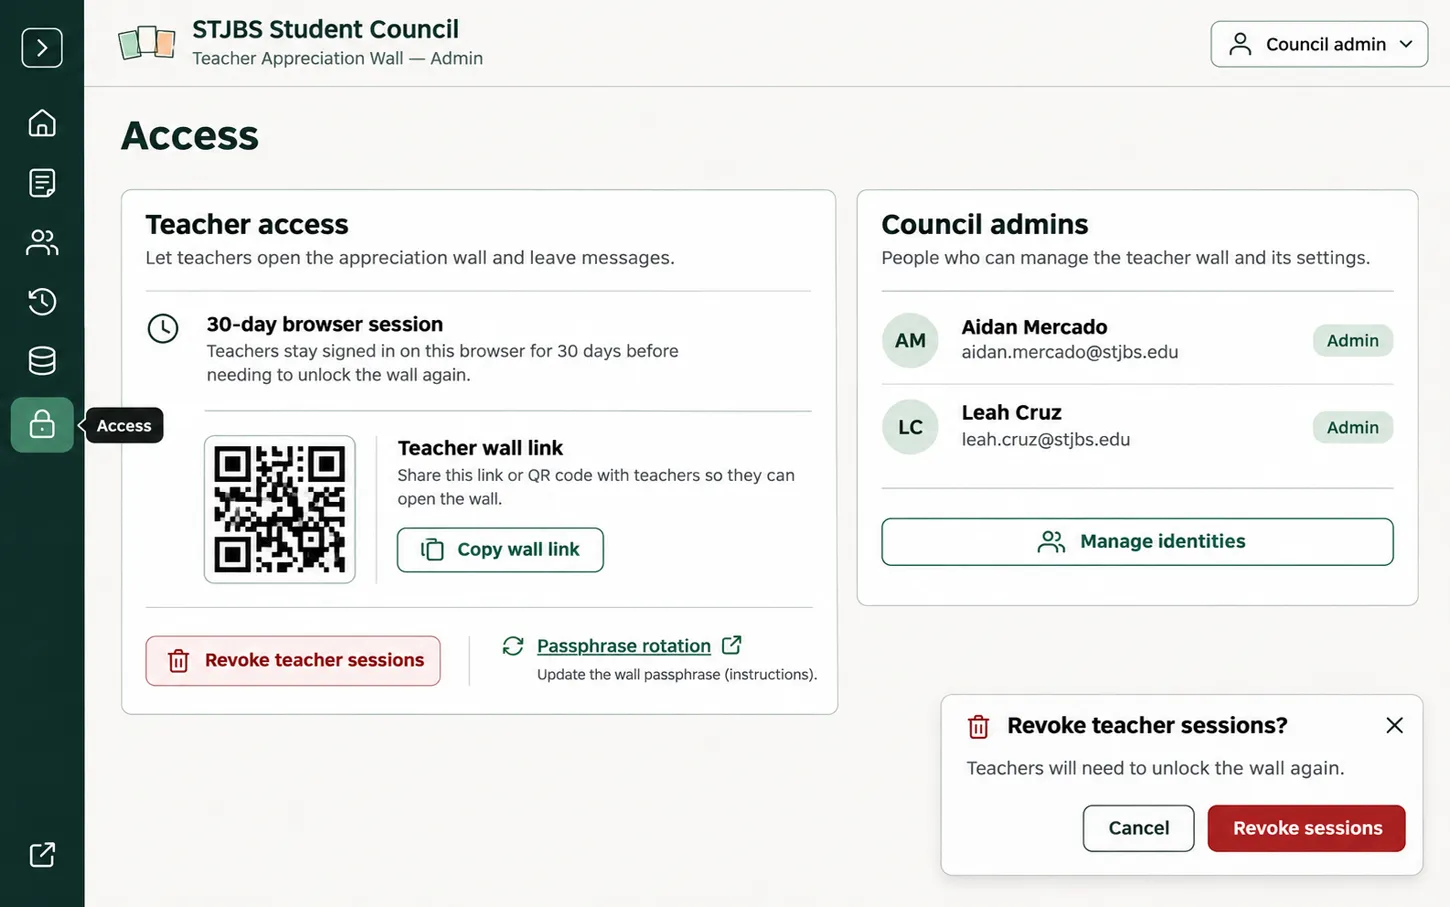 STJBS Student Council
Teacher Appreciation Wall — Admin
Council admin
Access
Access
Teacher access
Let teachers open the appreciation wall and leave messages.
30-day browser session
Teachers stay signed in on this browser for 30 days before
needing to unlock the wall again.
Teacher wall link
Share this link or QR code with teachers so they can
open the wall.
Copy wall link
Revoke teacher sessions
Passphrase rotation
Update the wall passphrase (instructions).
Council admins
People who can manage the teacher wall and its settings.
AM
Aidan Mercado
aidan.mercado@stjbs.edu
Admin
LC
Leah Cruz
leah.cruz@stjbs.edu
Admin
Manage identities
Revoke teacher sessions?
Teachers will need to unlock the wall again.
Cancel
Revoke sessions